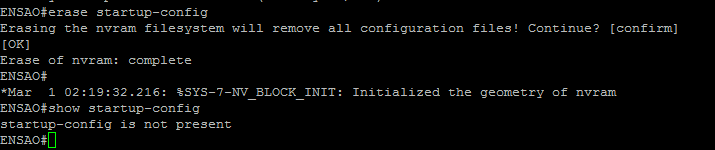 ENSAO#erase startup-config
Erasing the nvram filesystem will remove all configuration files! Continue? [confirm]
[OK]
Erase of nvram: complete
ENSAO#
*Mar  1 02:19:32.216: %SYS-7-NV_BLOCK_INIT: Initialized the geometry of nvram
ENSAO#show startup-config
startup-config is not present
ENSAO#